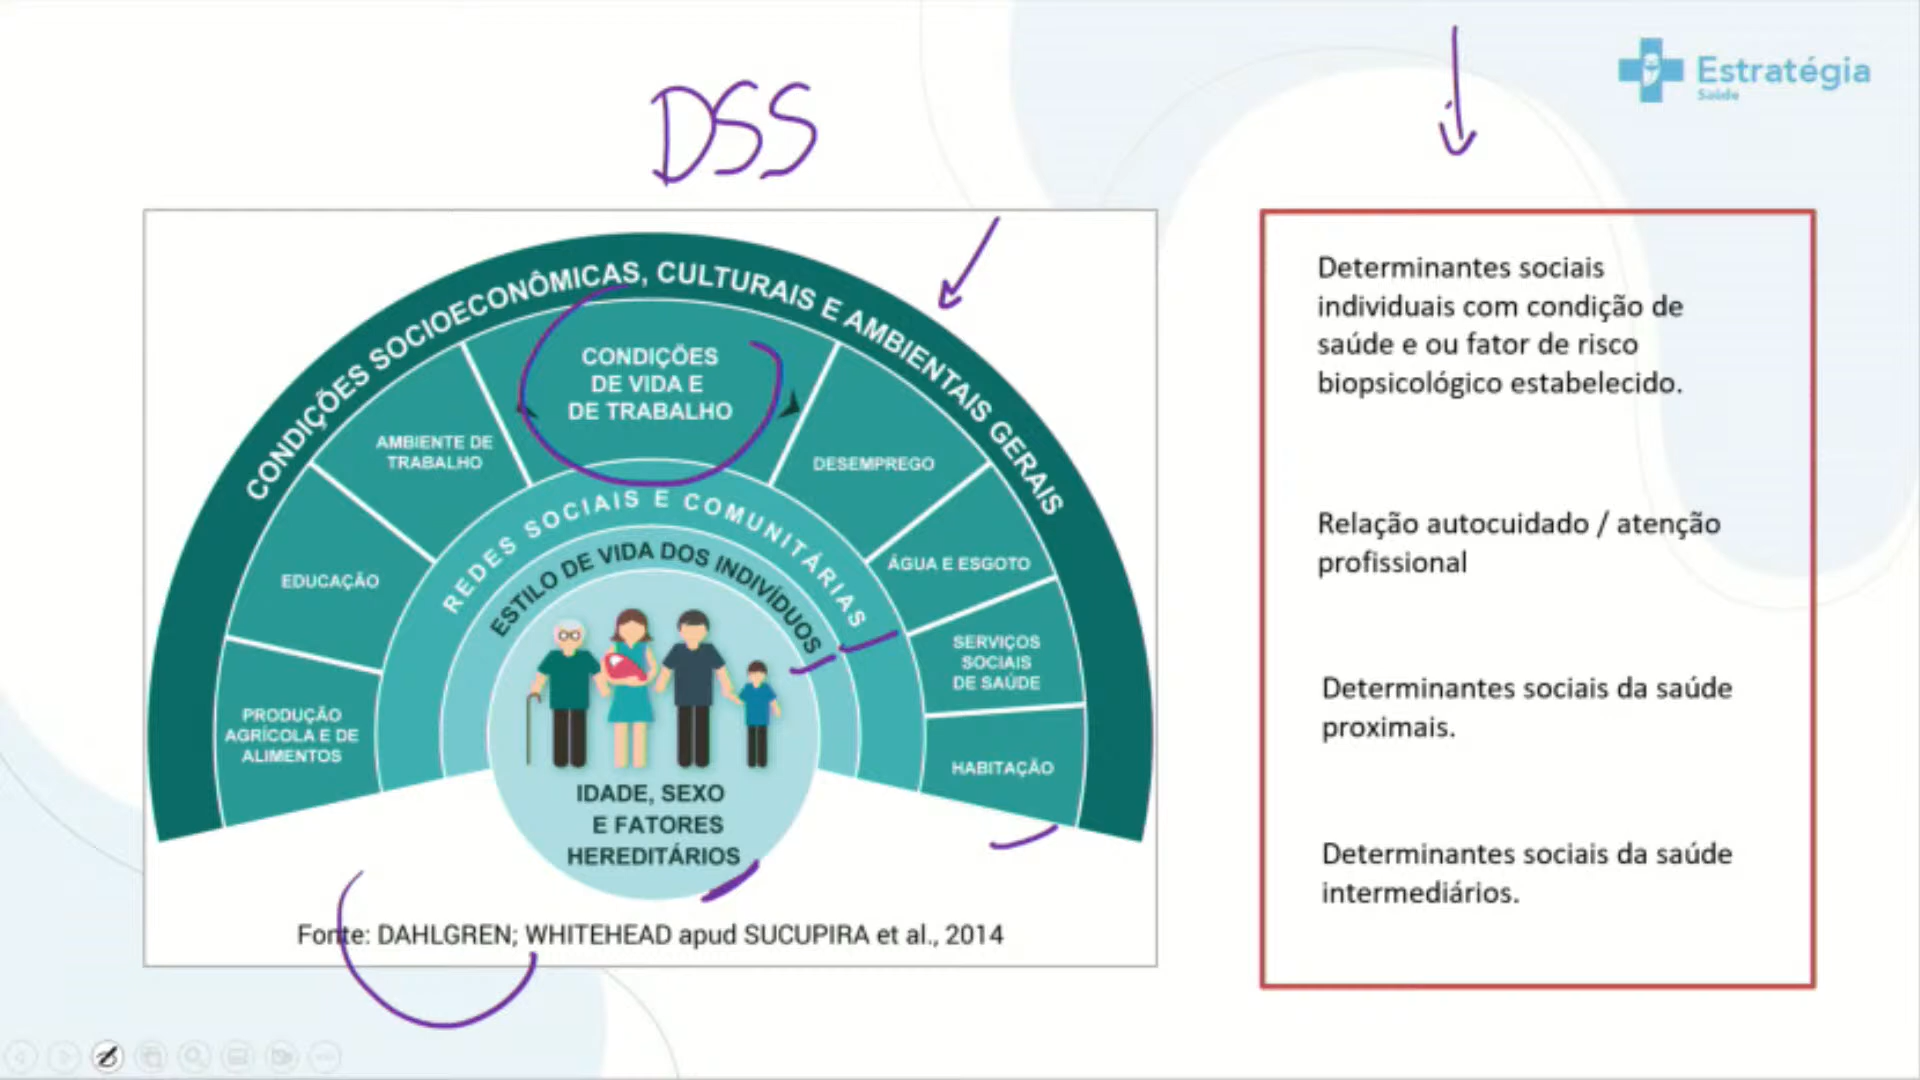 DSS
Estratégia
Saúde
CONDIÇÕES SOCIOECONÔMICAS, CULTURAIS E AMBIENTAIS GERAIS
CONDIÇÕES
DE VIDA E
DE TRABALHO
AMBIENTE DE
TRABALHO
DESEMPREGO
EDUCAÇÃO
ÁGUA E ESGOTO
PRODUÇÃO
AGRÍCOLA E DE
ALIMENTOS
SERVIÇOS
SOCIAIS
DE SAÚDE
HABITAÇÃO
REDES SOCIAIS E COMUNITÁRIAS
ESTILO DE VIDA DOS INDIVÍDUOS
IDADE, SEXO
E FATORES
HEREDITÁRIOS
Fonte: DAHLGREN; WHITEHEAD apud SUCUPIRA et al., 2014
Determinantes sociais
individuais com condição de
saúde e ou fator de risco
biopsicológico estabelecido.
Relação autocuidado / atenção
profissional
Determinantes sociais da saúde
proximais.
Determinantes sociais da saúde
intermediários.